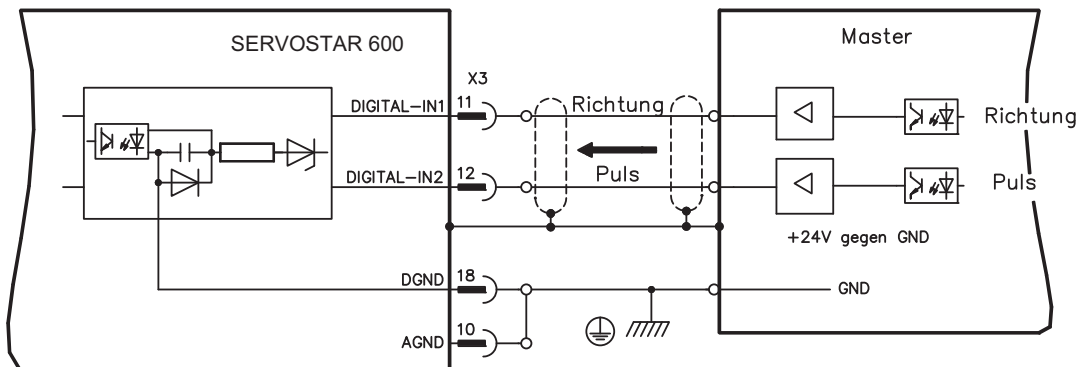 SERVOSTAR 600
Master
X3
DIGITAL-IN1
11
Richtung
Richtung
Puls
DIGITAL-IN2
12
Puls
+24V gegen GND
DGND
18
GND
AGND
10